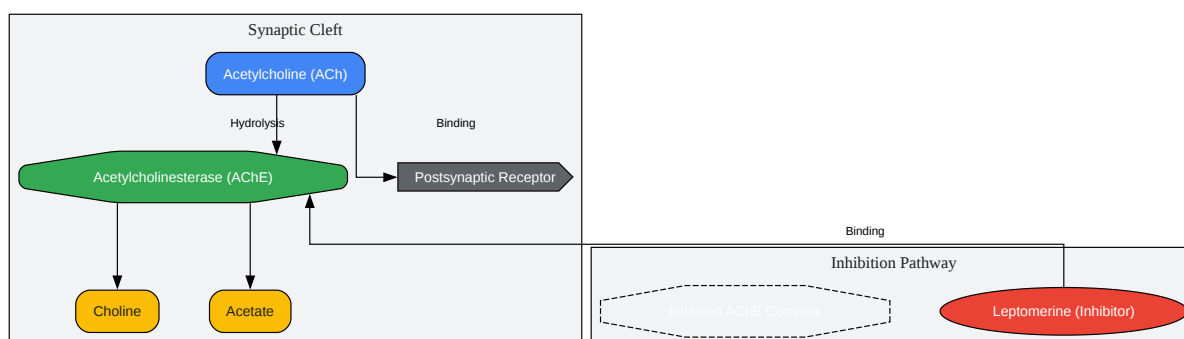 Synaptic Cleft
Acetylcholine (ACh)
Hydrolysis
Binding
Acetylcholinesterase (AChE)
Postsynaptic Receptor
Binding
Inhibition Pathway
Choline
Acetate
Inhibited AChE Complex
Leptomerine (Inhibitor)